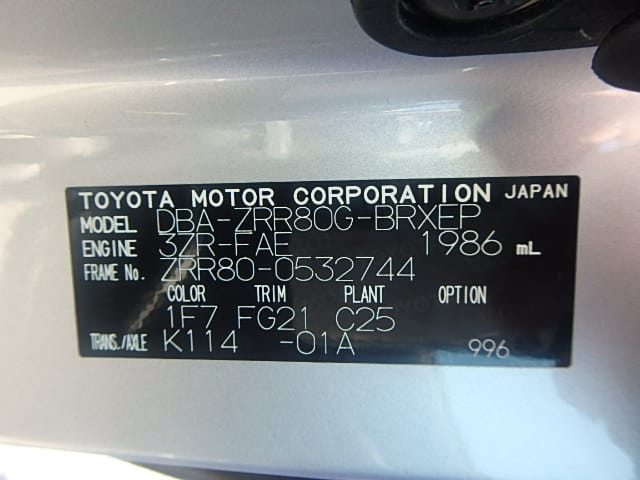 TOYOTA MOTOR CORPORATION JAPAN
MODEL DBA-ZRR80G-BRXEP
ENGINE 3ZR-FAE 1986 mL
FRAME No. ZRR80-0532744
COLOR TRIM PLANT OPTION
1F7 FG21 C25
TRANS./AXLE K114 -01A 996